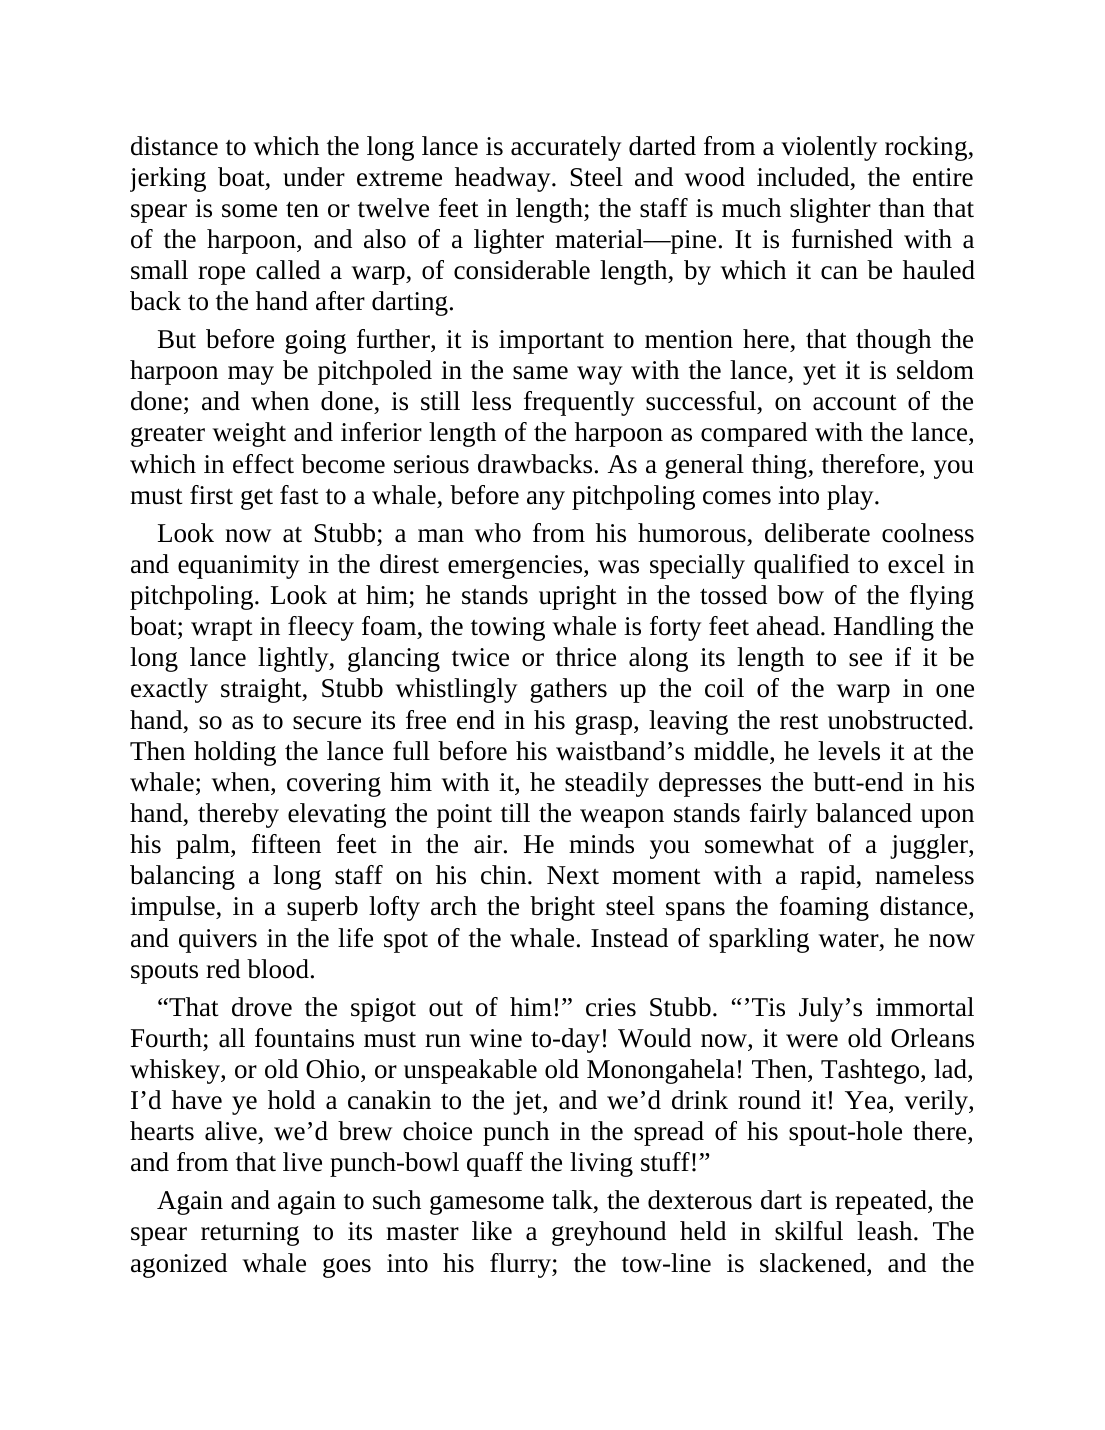 distance to which the long lance is accurately darted from a violently rocking,
jerking boat, under extreme headway. Steel and wood included, the entire
spear is some ten or twelve feet in length; the staff is much slighter than that
of the harpoon, and also of a lighter material—pine. It is furnished with a
small rope called a warp, of considerable length, by which it can be hauled
back to the hand after darting.
But before going further, it is important to mention here, that though the
harpoon may be pitchpoled in the same way with the lance, yet it is seldom
done; and when done, is still less frequently successful, on account of the
greater weight and inferior length of the harpoon as compared with the lance,
which in effect become serious drawbacks. As a general thing, therefore, you
must first get fast to a whale, before any pitchpoling comes into play.
Look now at Stubb; a man who from his humorous, deliberate coolness
and equanimity in the direst emergencies, was specially qualified to excel in
pitchpoling. Look at him; he stands upright in the tossed bow of the flying
boat; wrapt in fleecy foam, the towing whale is forty feet ahead. Handling the
long lance lightly, glancing twice or thrice along its length to see if it be
exactly straight, Stubb whistlingly gathers up the coil of the warp in one
hand, so as to secure its free end in his grasp, leaving the rest unobstructed.
Then holding the lance full before his waistband’s middle, he levels it at the
whale; when, covering him with it, he steadily depresses the butt-end in his
hand, thereby elevating the point till the weapon stands fairly balanced upon
his palm, fifteen feet in the air. He minds you somewhat of a juggler,
balancing a long staff on his chin. Next moment with a rapid, nameless
impulse, in a superb lofty arch the bright steel spans the foaming distance,
and quivers in the life spot of the whale. Instead of sparkling water, he now
spouts red blood.
“That drove the spigot out of him!” cries Stubb. “’Tis July’s immortal
Fourth; all fountains must run wine to-day! Would now, it were old Orleans
whiskey, or old Ohio, or unspeakable old Monongahela! Then, Tashtego, lad,
I’d have ye hold a canakin to the jet, and we’d drink round it! Yea, verily,
hearts alive, we’d brew choice punch in the spread of his spout-hole there,
and from that live punch-bowl quaff the living stuff!”
Again and again to such gamesome talk, the dexterous dart is repeated, the
spear returning to its master like a greyhound held in skilful leash. The
agonized whale goes into his flurry; the tow-line is slackened, and the